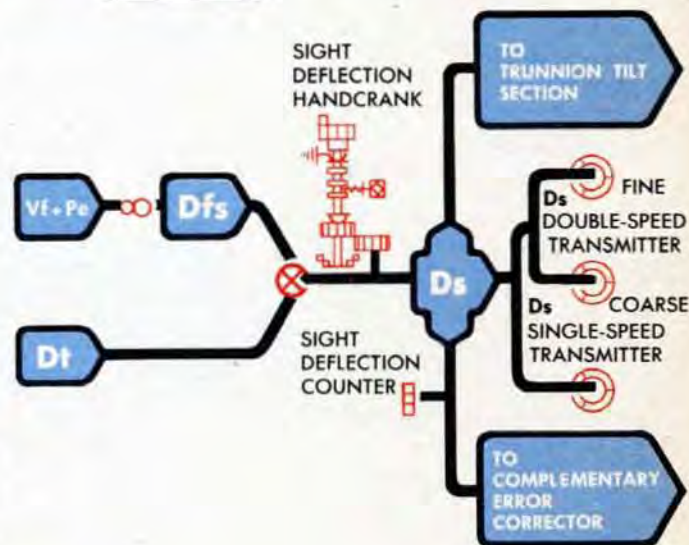 SIGHT
DEFLECTION
HANDCRANK
TO
TRUNNION TILT
SECTION
Vf + Pe
Dfs
Ds
FINE
DOUBLE-SPEED
TRANSMITTER
Ds
Ds
COARSE
SINGLE-SPEED
TRANSMITTER
Dt
SIGHT
DEFLECTION
COUNTER
TO
COMPLEMENTARY
ERROR
CORRECTOR